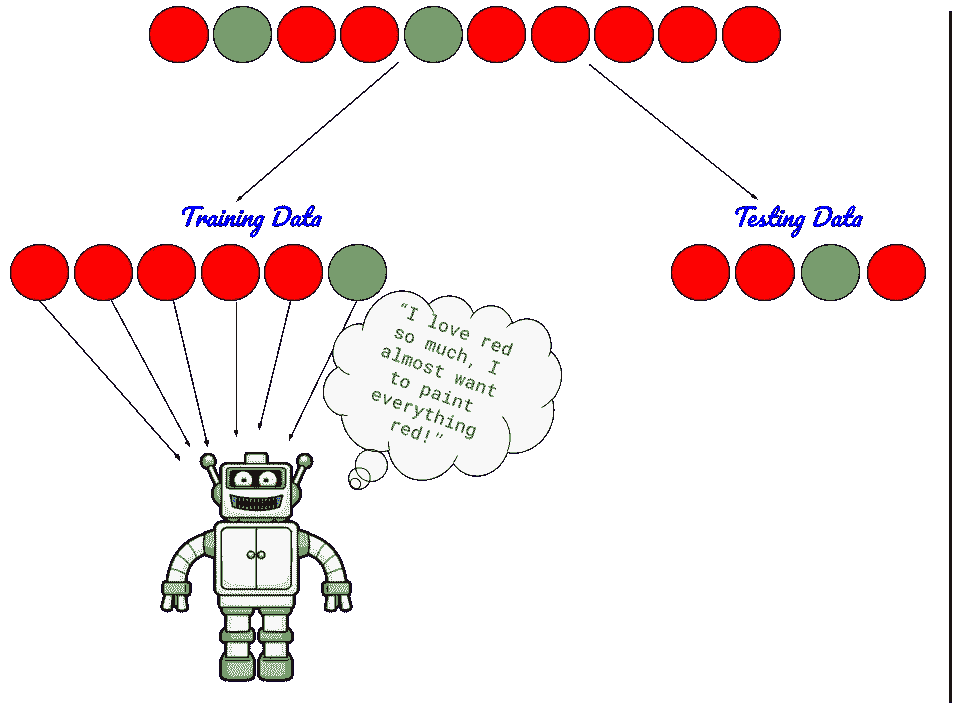 Training Data
Testing Data
“I love red
so much, I
almost want
to paint
everything
red!”